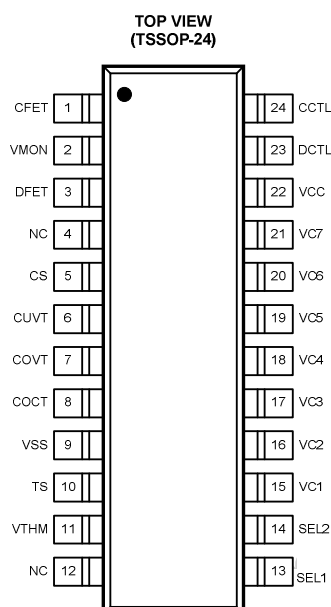 TOP VIEW
(TSSOP-24)
CFET 1 24 CCTL
VMON 2 23 DCTL
DFET 3 22 VCC
NC 4 21 VC7
CS 5 20 VC6
CUVT 6 19 VC5
COVT 7 18 VC4
COCT 8 17 VC3
VSS 9 16 VC2
TS 10 15 VC1
VTHM 11 14 SEL2
NC 12 13 SEL1